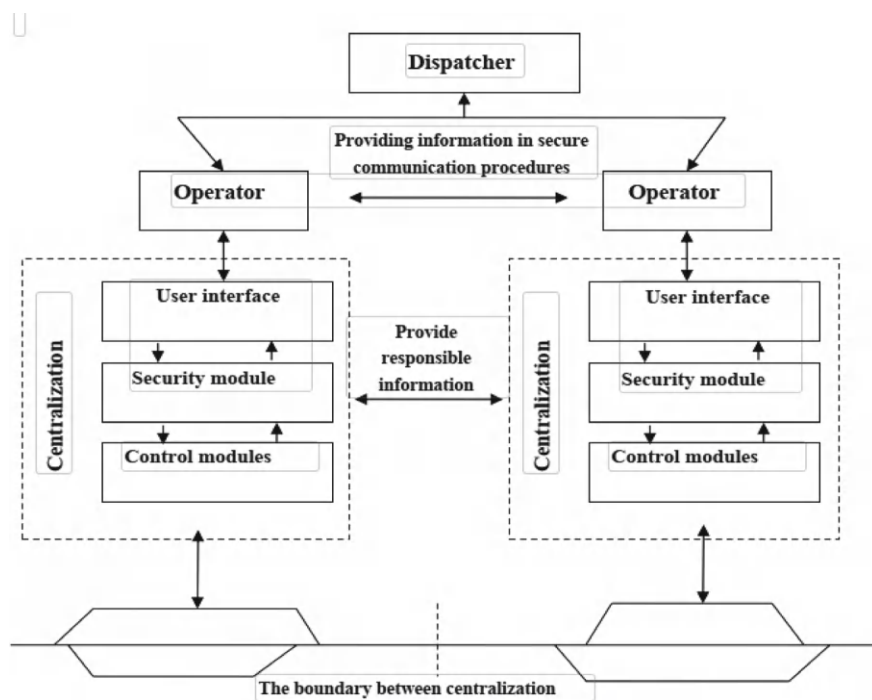 Dispatcher
Providing information in secure
communication procedures
Operator
Operator
User interface
User interface
Centralization
Provide
responsible
information
Centralization
Security module
Security module
Control modules
Control modules
The boundary between centralization